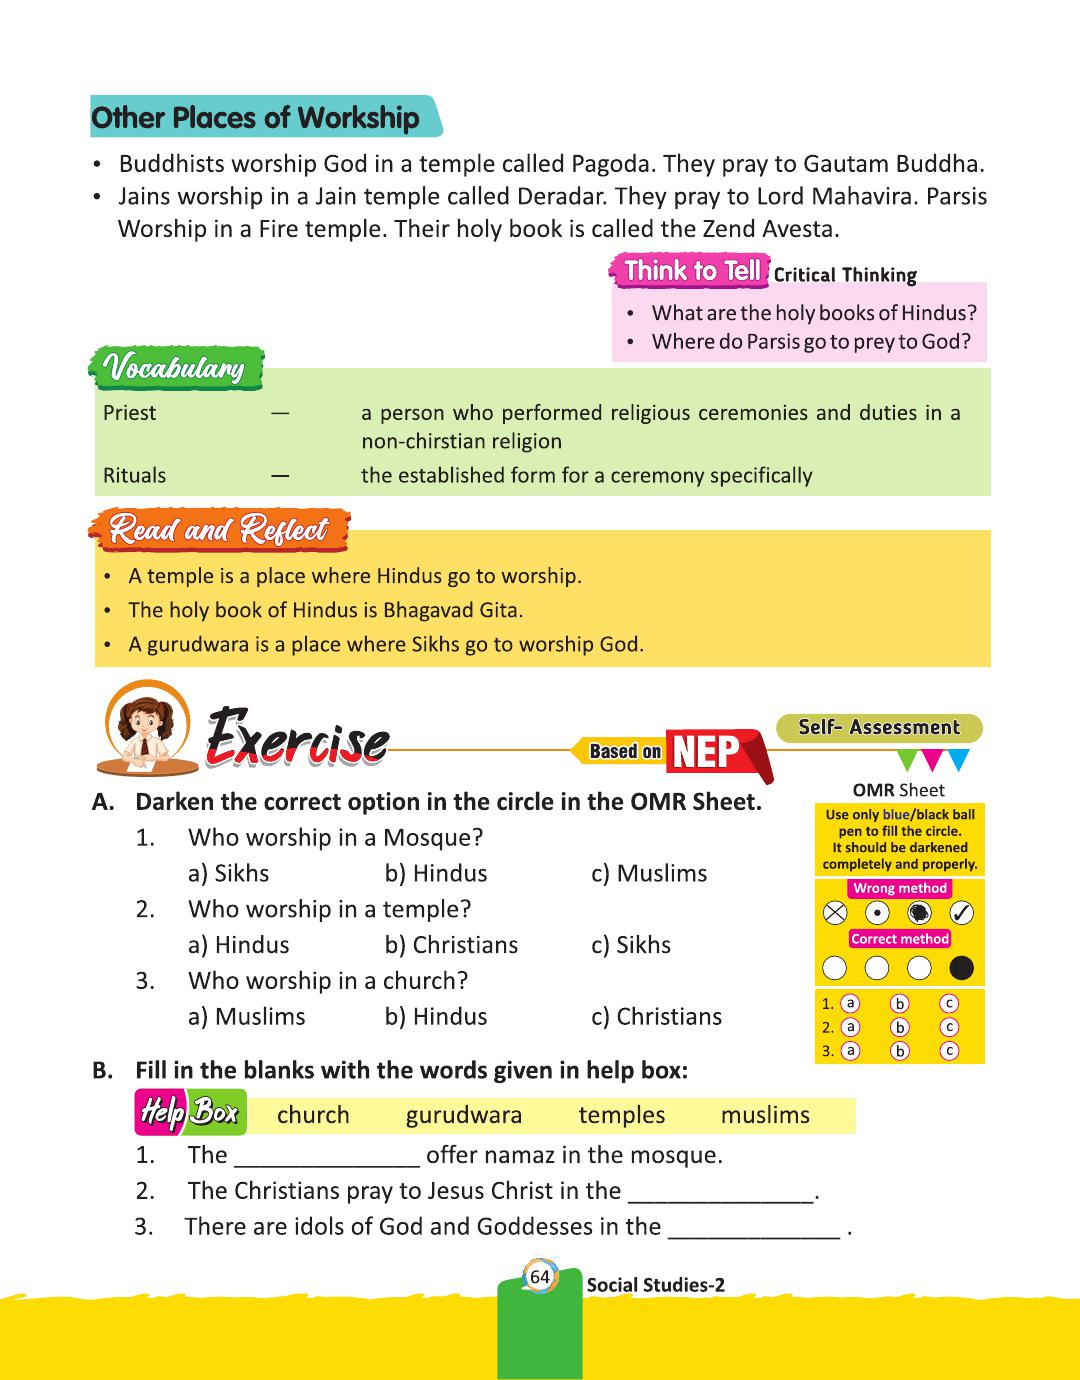 Other Places of Workship
• Buddhists worship God in a temple called Pagoda. They pray to Gautam Buddha.
• Jains worship in a Jain temple called Deradar. They pray to Lord Mahavira. Parsis
Worship in a Fire temple. Their holy book is called the Zend Avesta.
Think to Tell Critical Thinking
• What are the holy books of Hindus?
• Where do Parsis go to prey to God?
Vocabulary
Priest — a person who performed religious ceremonies and duties in a
non-chirstian religion
Rituals — the established form for a ceremony specifically
Read and Reflect
• A temple is a place where Hindus go to worship.
• The holy book of Hindus is Bhagavad Gita.
• A gurudwara is a place where Sikhs go to worship God.
Exercise
Based on NEP
Self- Assessment
A. Darken the correct option in the circle in the OMR Sheet.
1. Who worship in a Mosque?
a) Sikhs b) Hindus c) Muslims
2. Who worship in a temple?
a) Hindus b) Christians c) Sikhs
3. Who worship in a church?
a) Muslims b) Hindus c) Christians
OMR Sheet
Use only blue/black ball
pen to fill the circle.
It should be darkened
completely and properly.
Wrong method
Correct method
1. a b c
2. a b c
3. a b c
B. Fill in the blanks with the words given in help box:
Help Box church gurudwara temples muslims
1. The ______________ offer namaz in the mosque.
2. The Christians pray to Jesus Christ in the ______________.
3. There are idols of God and Goddesses in the _____________ .
64
Social Studies-2